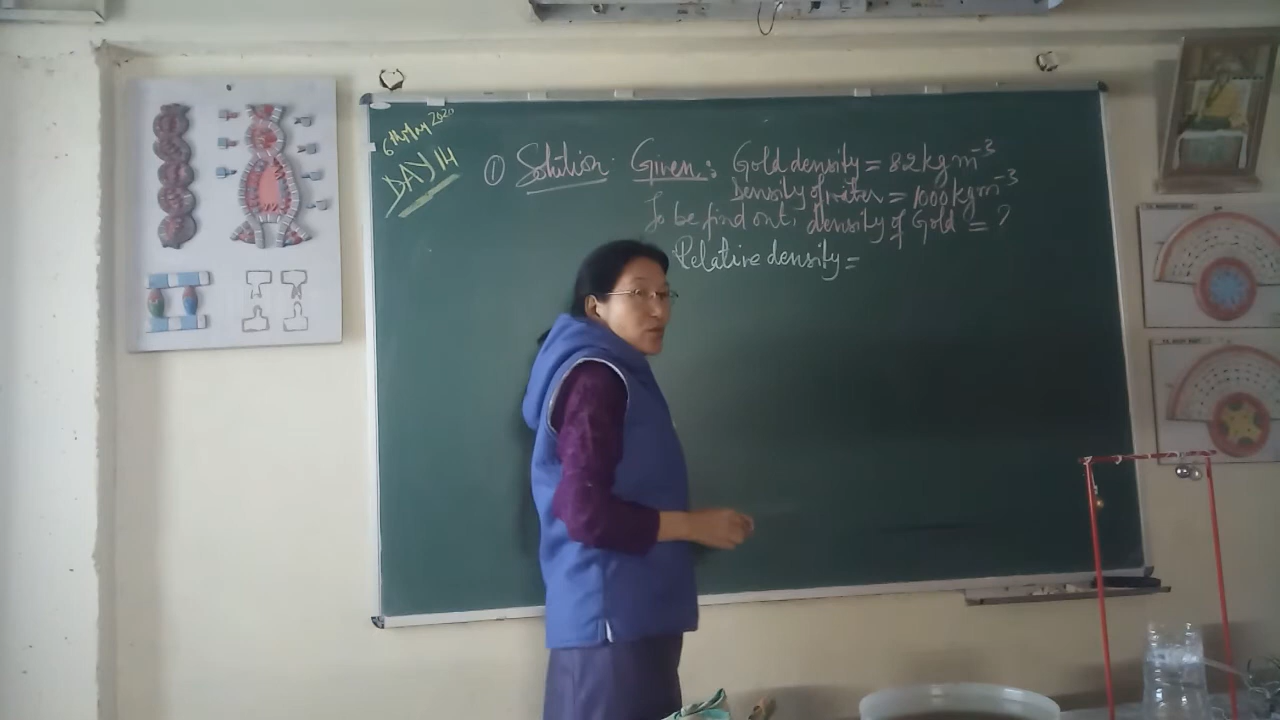 6th May 2020
DAY 14
① Solution: Given: Gold density = 82 kg m⁻³
Density of water = 1000 kg m⁻³
To be find out, density of Gold = ?
Relative density =